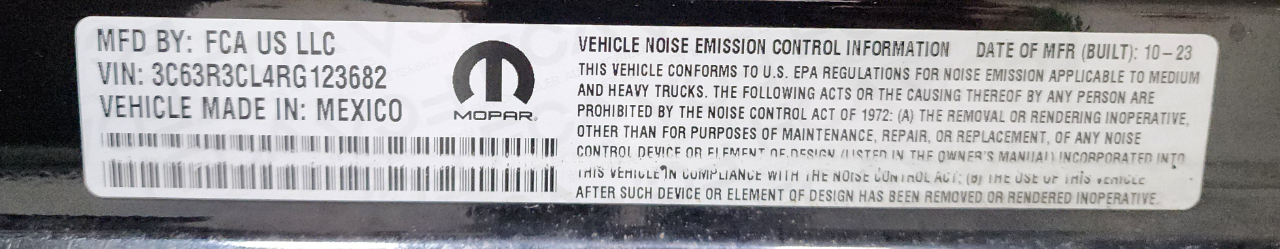 MFD BY: FCA US LLC
VIN: 3C63R3CL4RG123682
VEHICLE MADE IN: MEXICO
MOPAR
VEHICLE NOISE EMISSION CONTROL INFORMATION DATE OF MFR (BUILT): 10-23
THIS VEHICLE CONFORMS TO U.S. EPA REGULATIONS FOR NOISE EMISSION APPLICABLE TO MEDIUM
AND HEAVY TRUCKS. THE FOLLOWING ACTS OR THE CAUSING THEREOF BY ANY PERSON ARE
PROHIBITED BY THE NOISE CONTROL ACT OF 1972: (A) THE REMOVAL OR RENDERING INOPERATIVE,
OTHER THAN FOR PURPOSES OF MAINTENANCE, REPAIR, OR REPLACEMENT, OF ANY NOISE
CONTROL DEVICE OR ELEMENT OF DESIGN (LISTED IN THE OWNER'S MANUAL) INCORPORATED INTO
THIS VEHICLE IN COMPLIANCE WITH THE NOISE CONTROL ACT; (B) THE USE OF THIS VEHICLE
AFTER SUCH DEVICE OR ELEMENT OF DESIGN HAS BEEN REMOVED OR RENDERED INOPERATIVE.